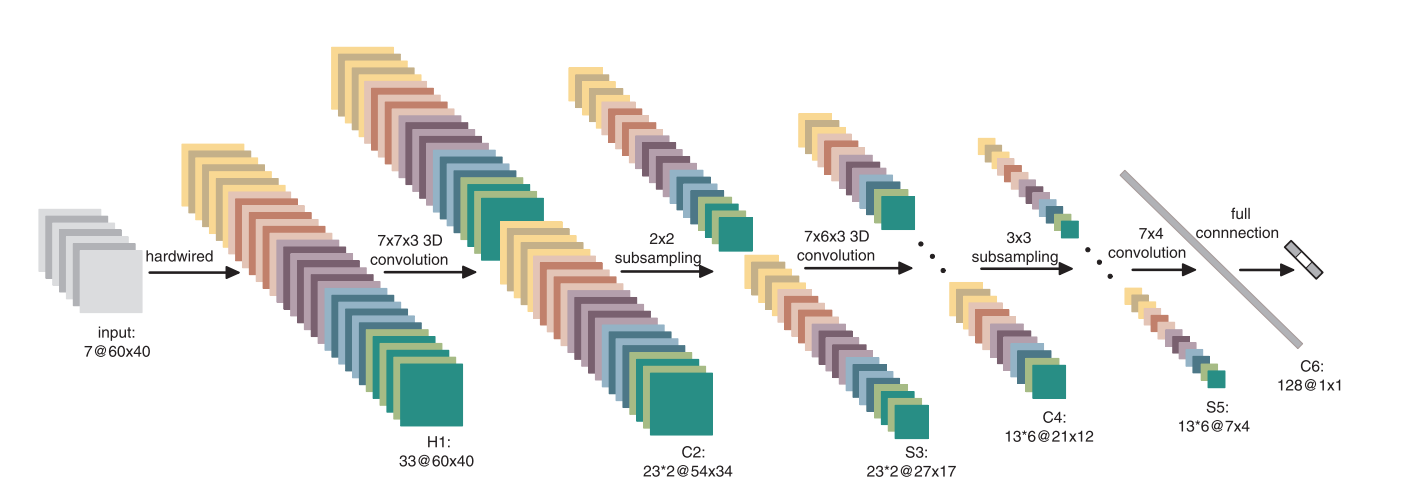 hardwired
7x7x3 3D
convolution
2x2
subsampling
7x6x3 3D
convolution
3x3
subsampling
7x4
convolution
full
connnection
input:
7@60x40
H1:
33@60x40
C2:
23*2@54x34
S3:
23*2@27x17
C4:
13*6@21x12
S5:
13*6@7x4
C6:
128@1x1